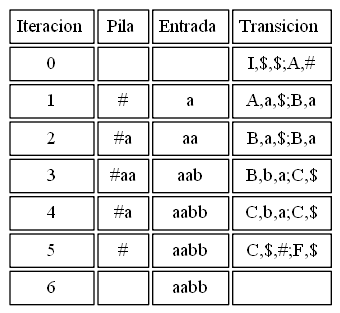 Iteracion Pila Entrada Transicion
0 I,$,$;A,#
1 # a A,a,$;B,a
2 #a aa B,a,$;B,a
3 #aa aab B,b,a;C,$
4 #a aabb C,b,a;C,$
5 # aabb C,$,#;F,$
6 aabb